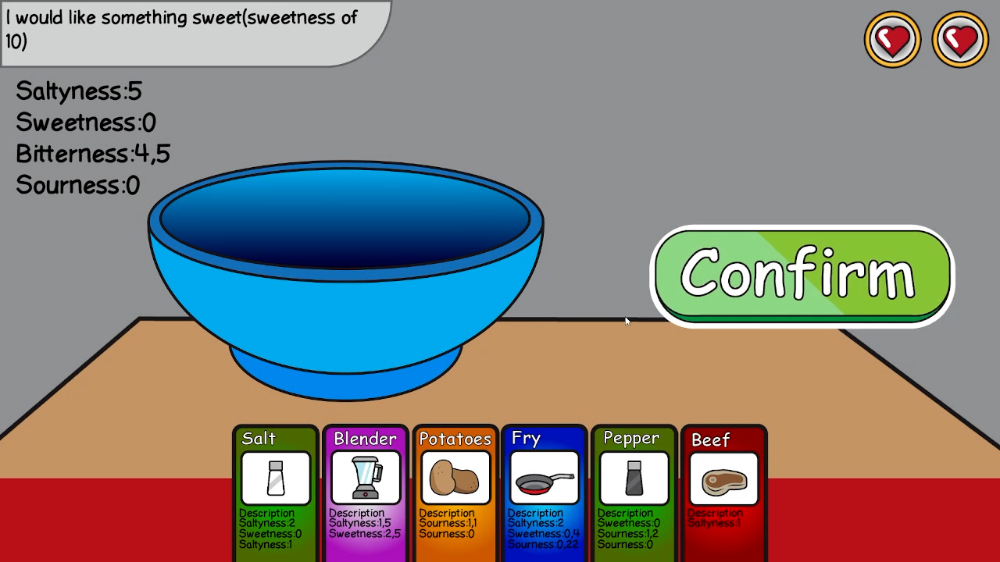 I would like something sweet(sweetness of
10)
Saltyness:5
Sweetness:0
Bitterness:4,5
Sourness:0
Confirm
Salt
Description
Saltyness:2
Sweetness:0
Saltyness:1
Blender
Description
Saltyness:1,5
Sweetness:2,5
Potatoes
Description
Sourness:1,1
Sourness:0
Fry
Description
Saltyness:2
Sweetness:0,4
Sourness:0,22
Pepper
Description
Sweetness:0
Sourness:1,2
Sourness:0
Beef
Description
Saltyness:1